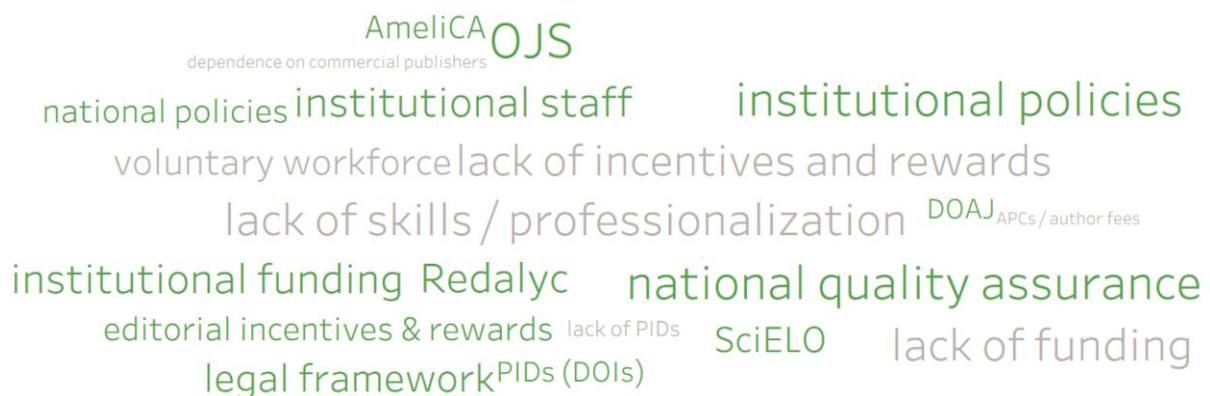 AmeliCA OJS
dependence on commercial publishers
national policies institutional staff institutional policies
voluntary workforce lack of incentives and rewards
lack of skills / professionalization DOAJ APCs / author fees
institutional funding Redalyc national quality assurance
editorial incentives & rewards lack of PIDs SciELO lack of funding
legal framework PIDs (DOIs)